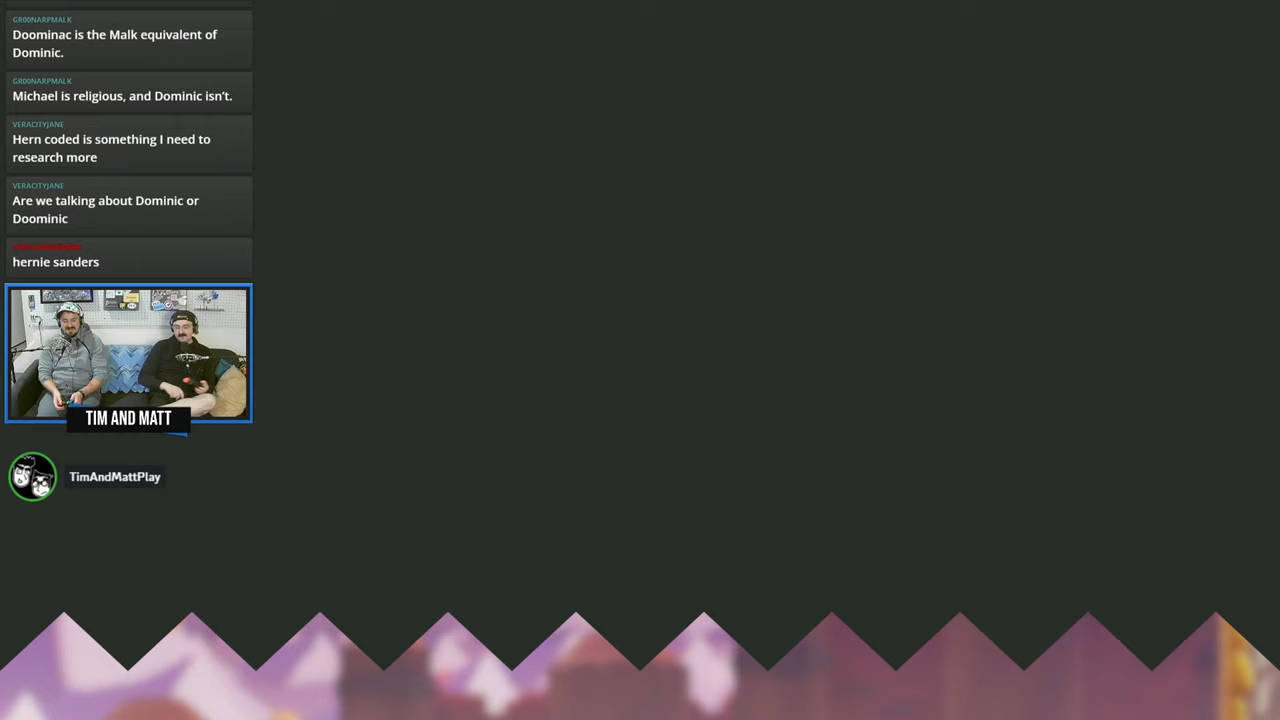 GR00NARPMALK
Doominac is the Malk equivalent of
Dominic.
GR00NARPMALK
Michael is religious, and Dominic isn't.
VERACITYJANE
Hern coded is something I need to
research more
VERACITYJANE
Are we talking about Dominic or
Doominic
hernie sanders
TIM AND MATT
TimAndMattPlay